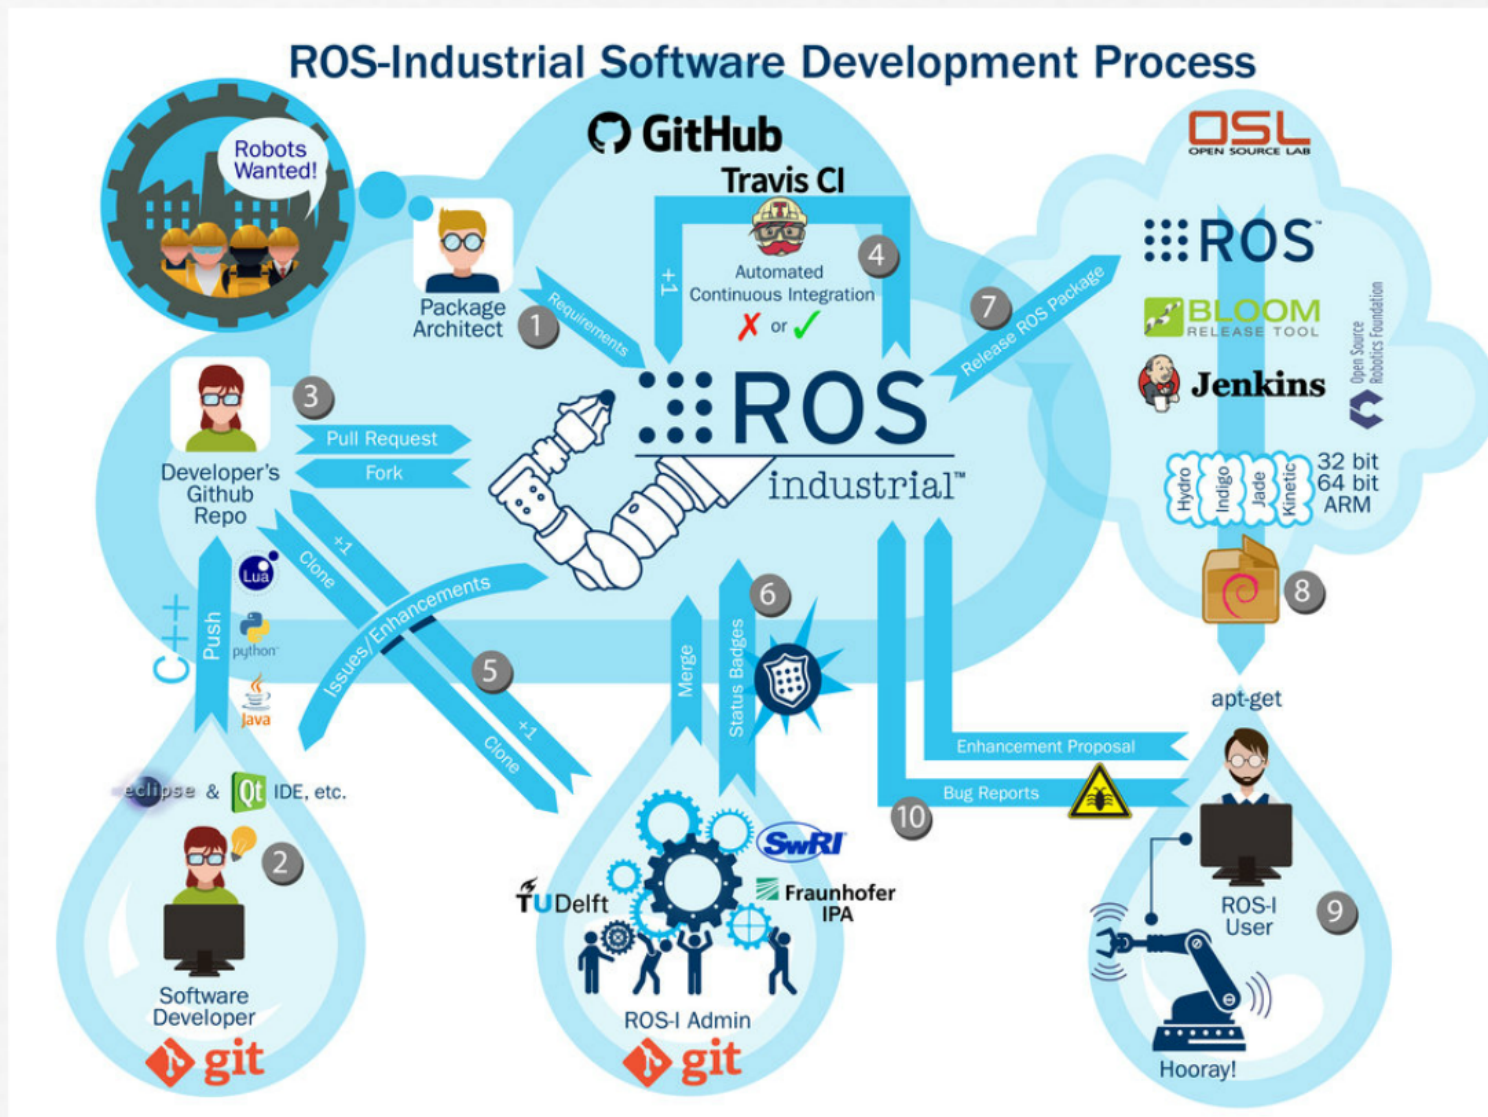 ROS-Industrial Software Development Process
Robots
Wanted!
GitHub
Travis CI
T
+1
Automated
Continuous Integration
✗ or ✓
4
Package
Architect
1
Requirements
7
Release ROS Package
OSL
OPEN SOURCE LAB
ROS™
BLOOM
RELEASE TOOL
Jenkins
Open Source
Robotics Foundation
Hydro
Indigo
Jade
Kinetic
32 bit
64 bit
ARM
8
apt-get
3
Pull Request
Fork
Developer's
Github
Repo
ROS
industrial™
+1
Clone
Issues/Enhancements
5
+1
Clone
C++
Push
Lua
python
Java
eclipse & Qt IDE, etc.
2
Software
Developer
git
Merge
Status Badges
6
TUDelft
SwRI
Fraunhofer
IPA
ROS-I Admin
git
Enhancement Proposal
Bug Reports
10
ROS-I
User
9
Hooray!